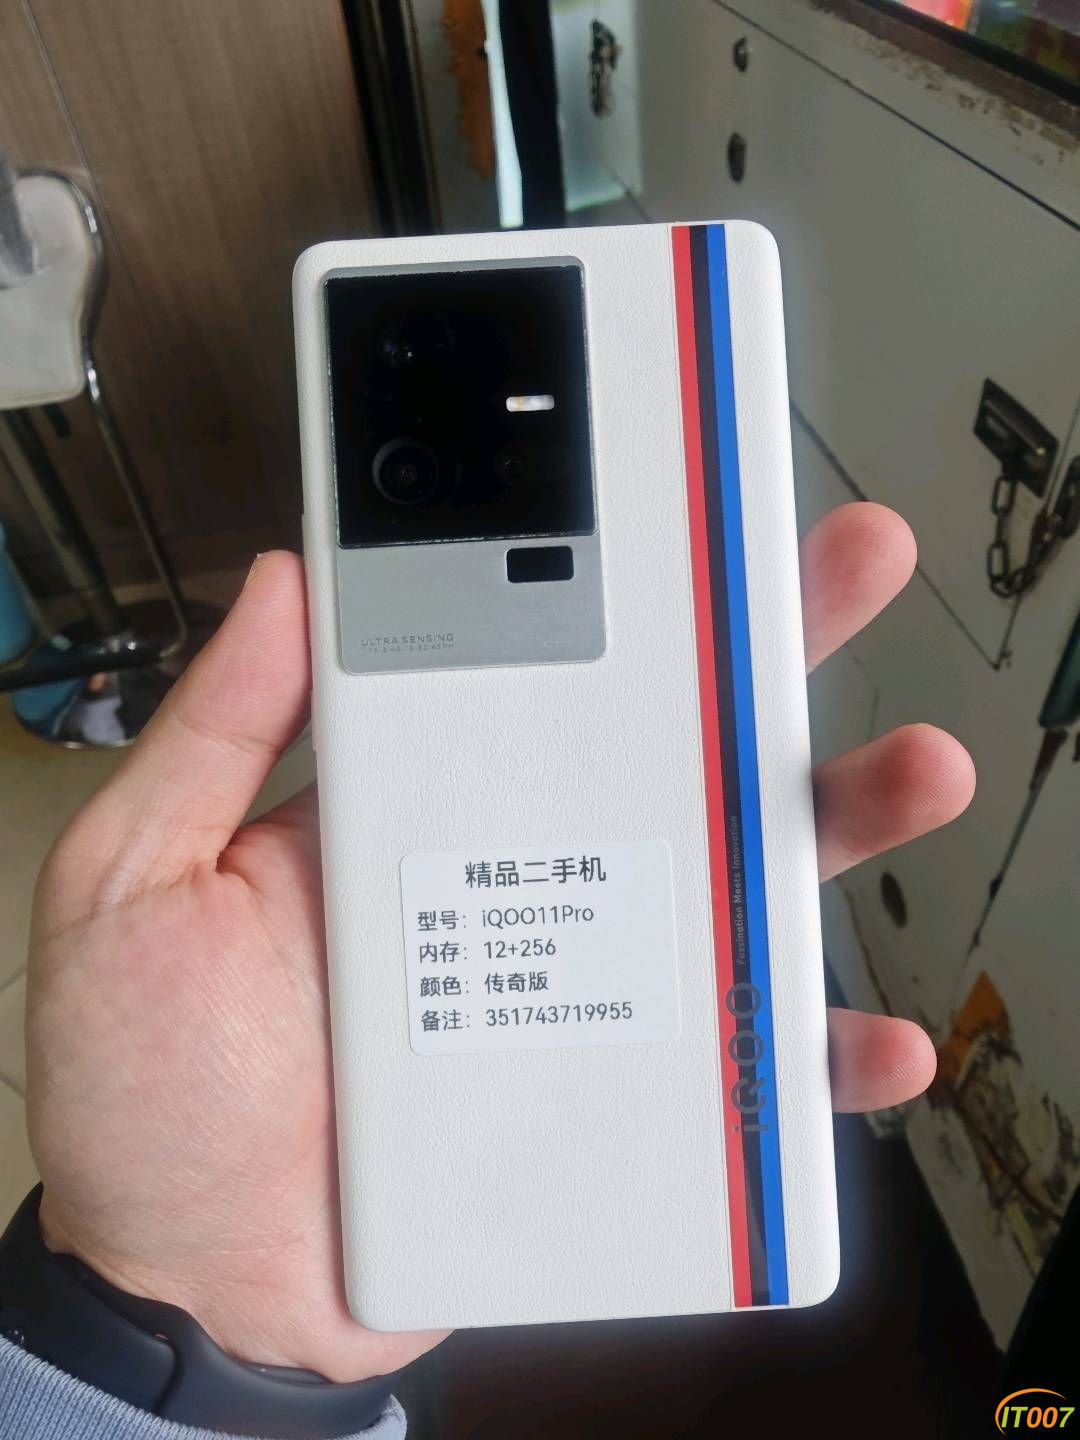 ULTRA SENSING
精品二手机
型号: iQOO11Pro
内存: 12+256
颜色: 传奇版
备注: 351743719955
iQOO
Fascination Meets Innovation
IT007